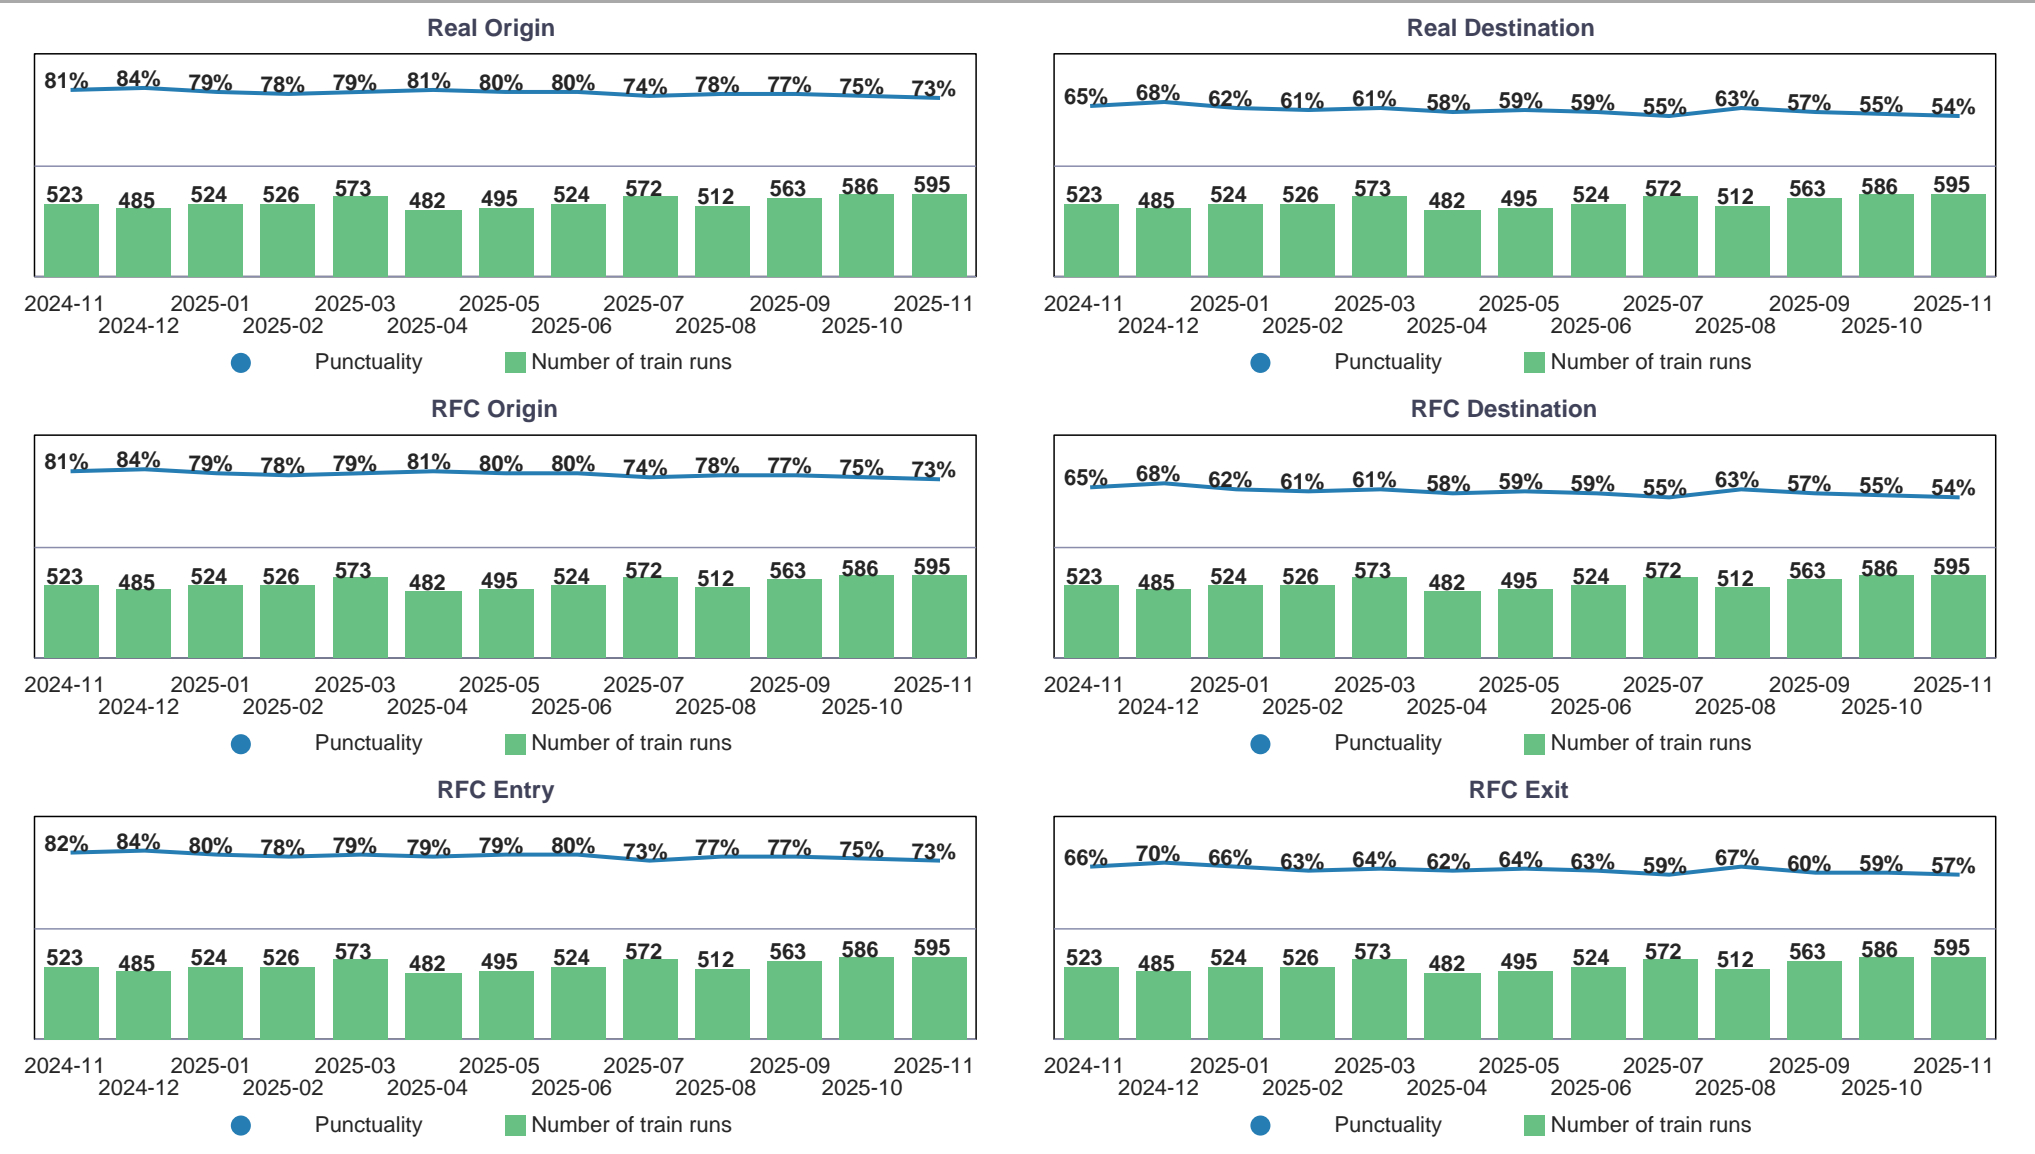 Real Origin
81% 84% 79% 78% 79% 81% 80% 80% 74% 78% 77% 75% 73%
523 485 524 526 573 482 495 524 572 512 563 586 595
2024-11 2025-01 2025-03 2025-05 2025-07 2025-09 2025-11
2024-12 2025-02 2025-04 2025-06 2025-08 2025-10
Punctuality Number of train runs
Real Destination
65% 68% 62% 61% 61% 58% 59% 59% 55% 63% 57% 55% 54%
523 485 524 526 573 482 495 524 572 512 563 586 595
2024-11 2025-01 2025-03 2025-05 2025-07 2025-09 2025-11
2024-12 2025-02 2025-04 2025-06 2025-08 2025-10
Punctuality Number of train runs
RFC Origin
81% 84% 79% 78% 79% 81% 80% 80% 74% 78% 77% 75% 73%
523 485 524 526 573 482 495 524 572 512 563 586 595
2024-11 2025-01 2025-03 2025-05 2025-07 2025-09 2025-11
2024-12 2025-02 2025-04 2025-06 2025-08 2025-10
Punctuality Number of train runs
RFC Destination
65% 68% 62% 61% 61% 58% 59% 59% 55% 63% 57% 55% 54%
523 485 524 526 573 482 495 524 572 512 563 586 595
2024-11 2025-01 2025-03 2025-05 2025-07 2025-09 2025-11
2024-12 2025-02 2025-04 2025-06 2025-08 2025-10
Punctuality Number of train runs
RFC Entry
82% 84% 80% 78% 79% 79% 79% 80% 73% 77% 77% 75% 73%
523 485 524 526 573 482 495 524 572 512 563 586 595
2024-11 2025-01 2025-03 2025-05 2025-07 2025-09 2025-11
2024-12 2025-02 2025-04 2025-06 2025-08 2025-10
Punctuality Number of train runs
RFC Exit
66% 70% 66% 63% 64% 62% 64% 63% 59% 67% 60% 59% 57%
523 485 524 526 573 482 495 524 572 512 563 586 595
2024-11 2025-01 2025-03 2025-05 2025-07 2025-09 2025-11
2024-12 2025-02 2025-04 2025-06 2025-08 2025-10
Punctuality Number of train runs